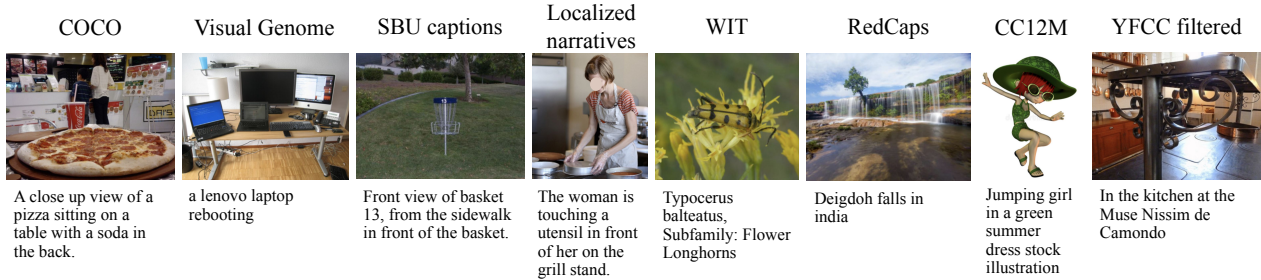 COCO
Visual Genome
SBU captions
Localized
narratives
WIT
RedCaps
CC12M
YFCC filtered
A close up view of a
pizza sitting on a
table with a soda in
the back.
a lenovo laptop
rebooting
Front view of basket
13, from the sidewalk
in front of the basket.
The woman is
touching a
utensil in front
of her on the
grill stand.
Typocerus
balteatus,
Subfamily: Flower
Longhorns
Deigdoh falls in
india
Jumping girl
in a green
summer
dress stock
illustration
In the kitchen at the
Muse Nissim de
Camondo